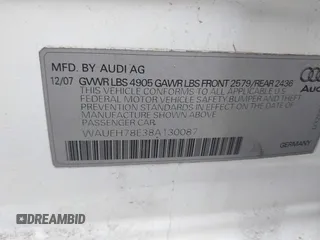 MFD. BY AUDI AG
12/07 GVWR LBS 4905 GAWR LBS FRONT 2579/REAR 2436
THIS VEHICLE CONFORMS TO ALL APPLICABLE U.S.
FEDERAL MOTOR VEHICLE SAFETY BUMPER AND THEFT
PREVENTION STANDARDS IN EFFECT ON THE DATE OF
MANUFACTURE SHOWN ABOVE
PASSENGER CAR
WAUEH78E38A130087
GERMANY
Audi
DREAMBID